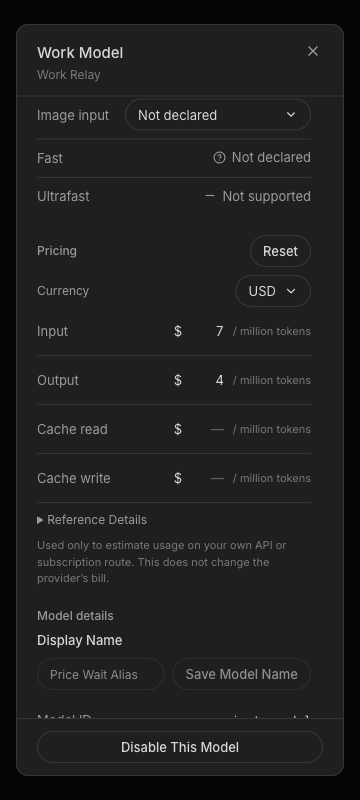 Work Model
Work Relay
Image input Not declared
Fast Not declared
Ultrafast — Not supported
Pricing Reset
Currency USD
Input $ 7 / million tokens
Output $ 4 / million tokens
Cache read $ — / million tokens
Cache write $ — / million tokens
Reference Details
Used only to estimate usage on your own API or
subscription route. This does not change the
provider’s bill.
Model details
Display Name
Price Wait Alias Save Model Name
Model ID
Disable This Model